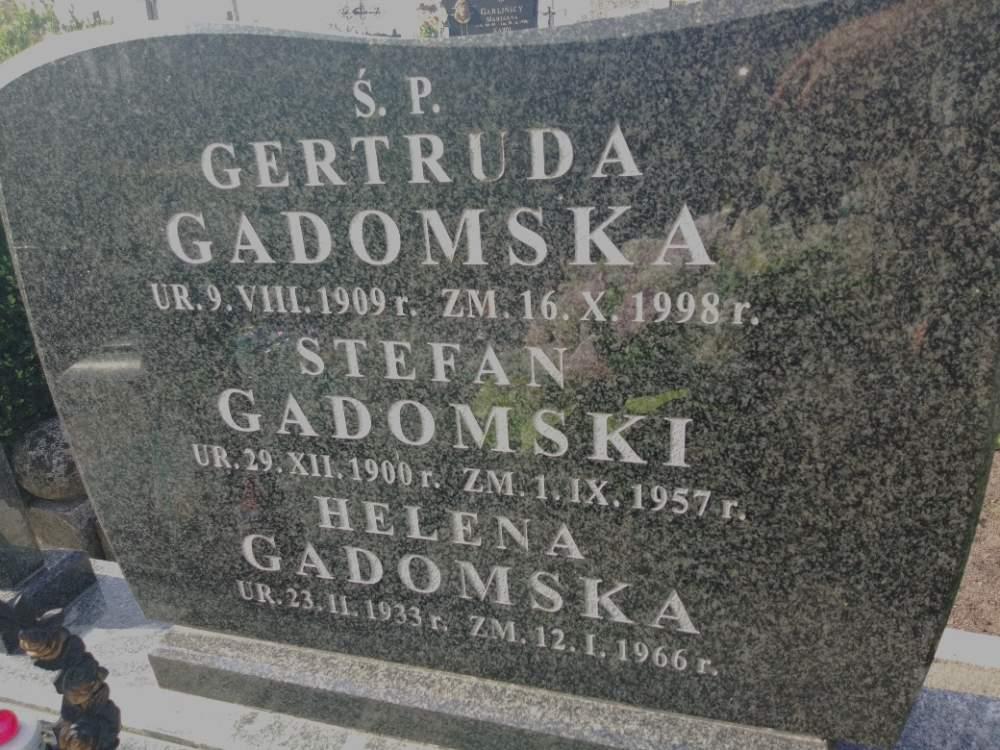 GARLIŃSCY
Ś. P.
GERTRUDA
GADOMSKA
UR. 9. VIII. 1909 r. ZM. 16. X. 1998 r.
STEFAN
GADOMSKI
UR. 29. XII. 1900 r. ZM. 1. IX. 1957 r.
HELENA
GADOMSKA
UR. 23. II. 1933 r. ZM. 12. I. 1966 r.